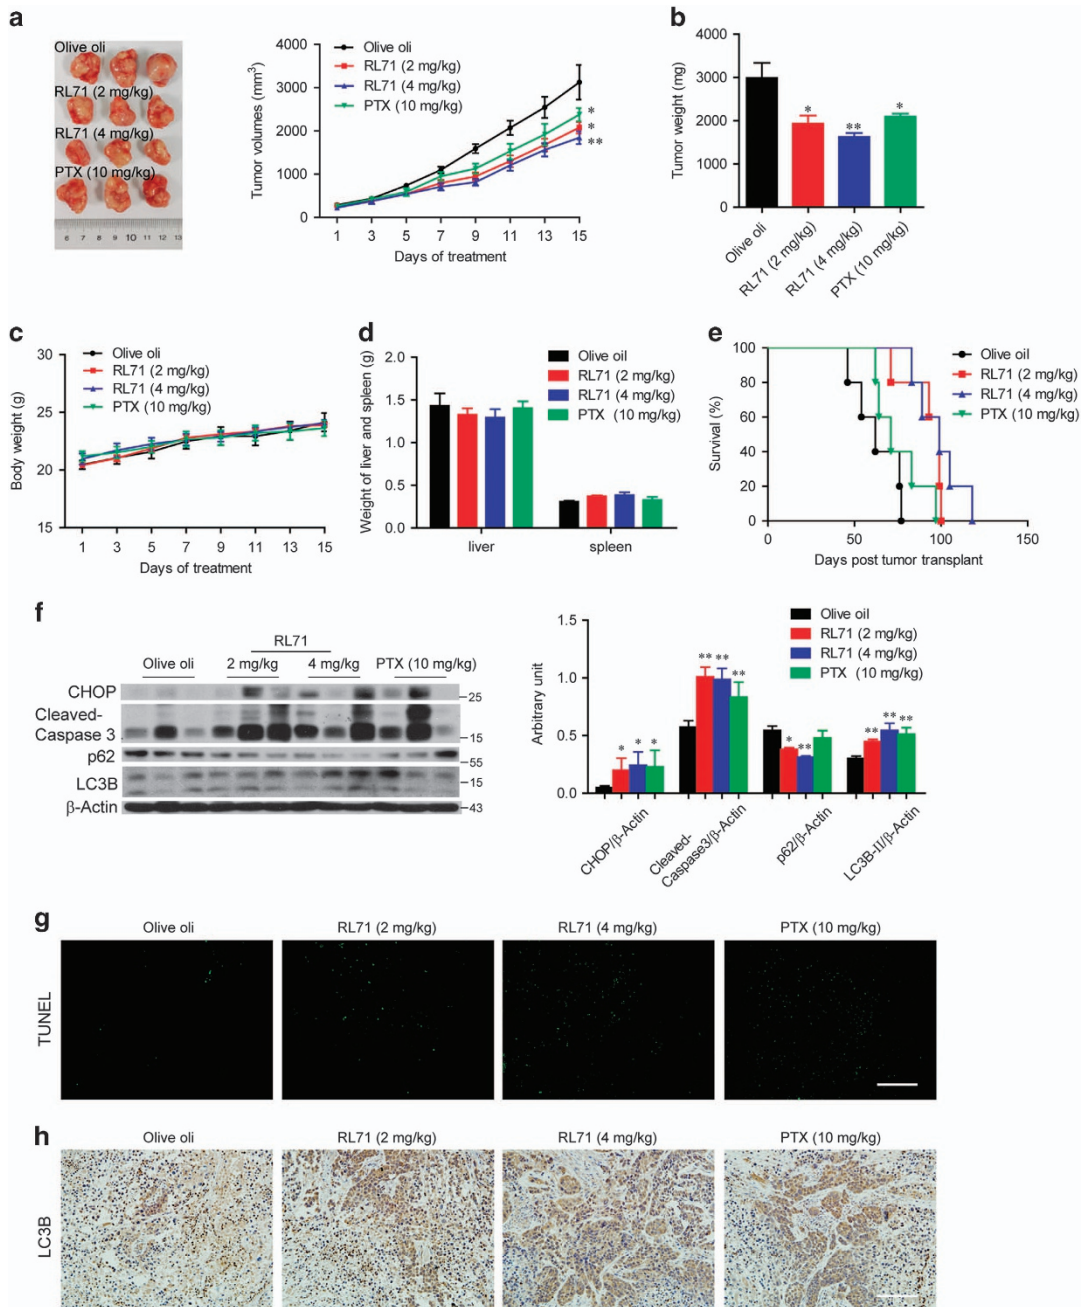 a
Olive oli
RL71 (2 mg/kg)
RL71 (4 mg/kg)
PTX (10 mg/kg)
6 7 8 9 10 11 12 13
Tumor volumes (mm³)
4000
3000
2000
1000
0
1 3 5 7 9 11 13 15
Days of treatment
Olive oli
RL71 (2 mg/kg)
RL71 (4 mg/kg)
PTX (10 mg/kg)
*
*
**
b
Tumor weight (mg)
4000
3000
2000
1000
0
* ** *
Olive oli
RL71 (2 mg/kg)
RL71 (4 mg/kg)
PTX (10 mg/kg)
c
Body weight (g)
30
25
20
15
Olive oli
RL71 (2 mg/kg)
RL71 (4 mg/kg)
PTX (10 mg/kg)
1 3 5 7 9 11 13 15
Days of treatment
d
Weight of liver and spleen (g)
2.0
1.5
1.0
0.5
0.0
Olive oil
RL71 (2 mg/kg)
RL71 (4 mg/kg)
PTX (10 mg/kg)
liver spleen
e
Survival (%)
100
80
60
40
20
0
0 50 100 150
Days post tumor transplant
Olive oil
RL71 (2 mg/kg)
RL71 (4 mg/kg)
PTX (10 mg/kg)
f
RL71
Olive oli 2 mg/kg 4 mg/kg PTX (10 mg/kg)
CHOP
25
Cleaved-
Caspase 3
15
p62
55
LC3B
15
β-Actin
43
Arbitrary unit
1.5
1.0
0.5
0.0
Olive oil
RL71 (2 mg/kg)
RL71 (4 mg/kg)
PTX (10 mg/kg)
* * *
** ** **
* **
** ** **
CHOP/β-Actin
Cleaved-
Caspase3/β-Actin
p62/β-Actin
LC3B-II/β-Actin
g
Olive oli RL71 (2 mg/kg) RL71 (4 mg/kg) PTX (10 mg/kg)
TUNEL
h
Olive oli RL71 (2 mg/kg) RL71 (4 mg/kg) PTX (10 mg/kg)
LC3B